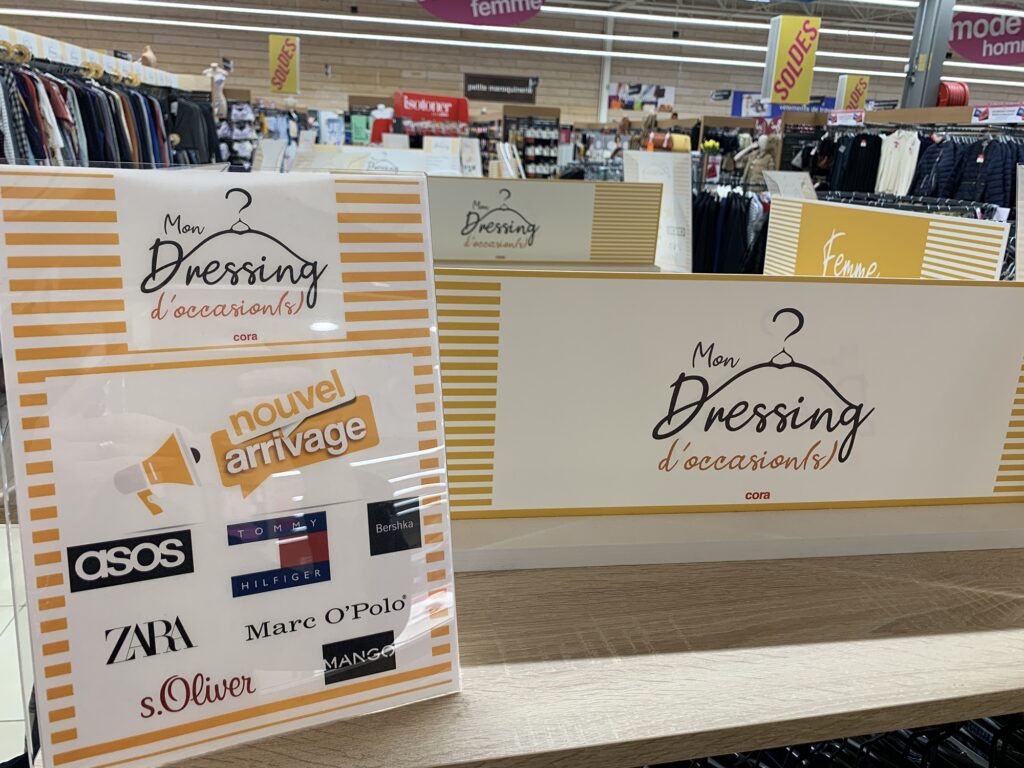 femme
mode
homm
SOLDES
SOLDES
SOLDES
petite maroquinerie
isotoner
Mon
Dressing
d'occasion(s)
cora
nouvel
arrivage
asos
TOMMY
HILFIGER
Bershka
ZARA
Marc O'Polo®
MANGO
s.Oliver
Mon
Dressing
d'occasion(s)
Femme
Mon
Dressing
d'occasion(s)
cora